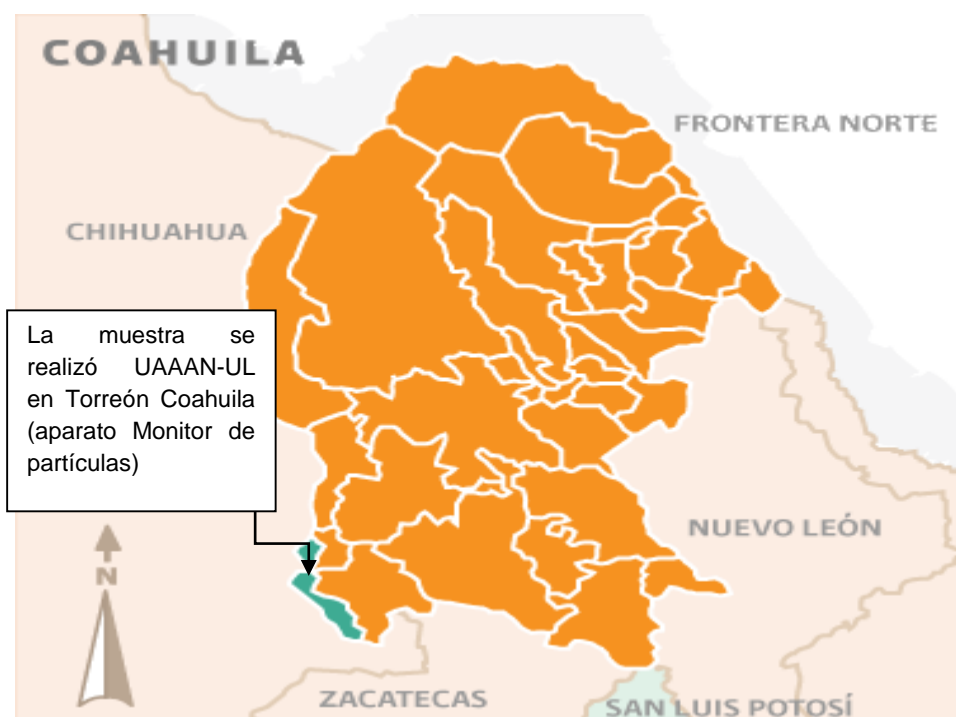 COAHUILA
FRONTERA NORTE
CHIHUAHUA
La muestra se
realizó UAAAN-UL
en Torreón Coahuila
(aparato Monitor de
partículas)
NUEVO LEÓN
N
ZACATECAS
SAN LUIS POTOSÍ